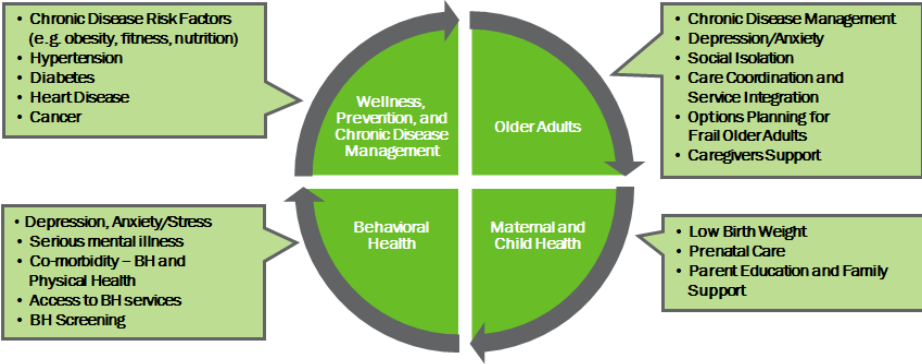 • Chronic Disease Risk Factors
(e.g. obesity, fitness, nutrition)
• Hypertension
• Diabetes
• Heart Disease
• Cancer
Wellness,
Prevention, and
Chronic Disease
Management
Older Adults
• Chronic Disease Management
• Depression/Anxiety
• Social Isolation
• Care Coordination and
Service Integration
• Options Planning for
Frail Older Adults
• Caregivers Support
• Depression, Anxiety/Stress
• Serious mental illness
• Co-morbidity – BH and
Physical Health
• Access to BH services
• BH Screening
Behavioral
Health
Maternal and
Child Health
• Low Birth Weight
• Prenatal Care
• Parent Education and Family
Support